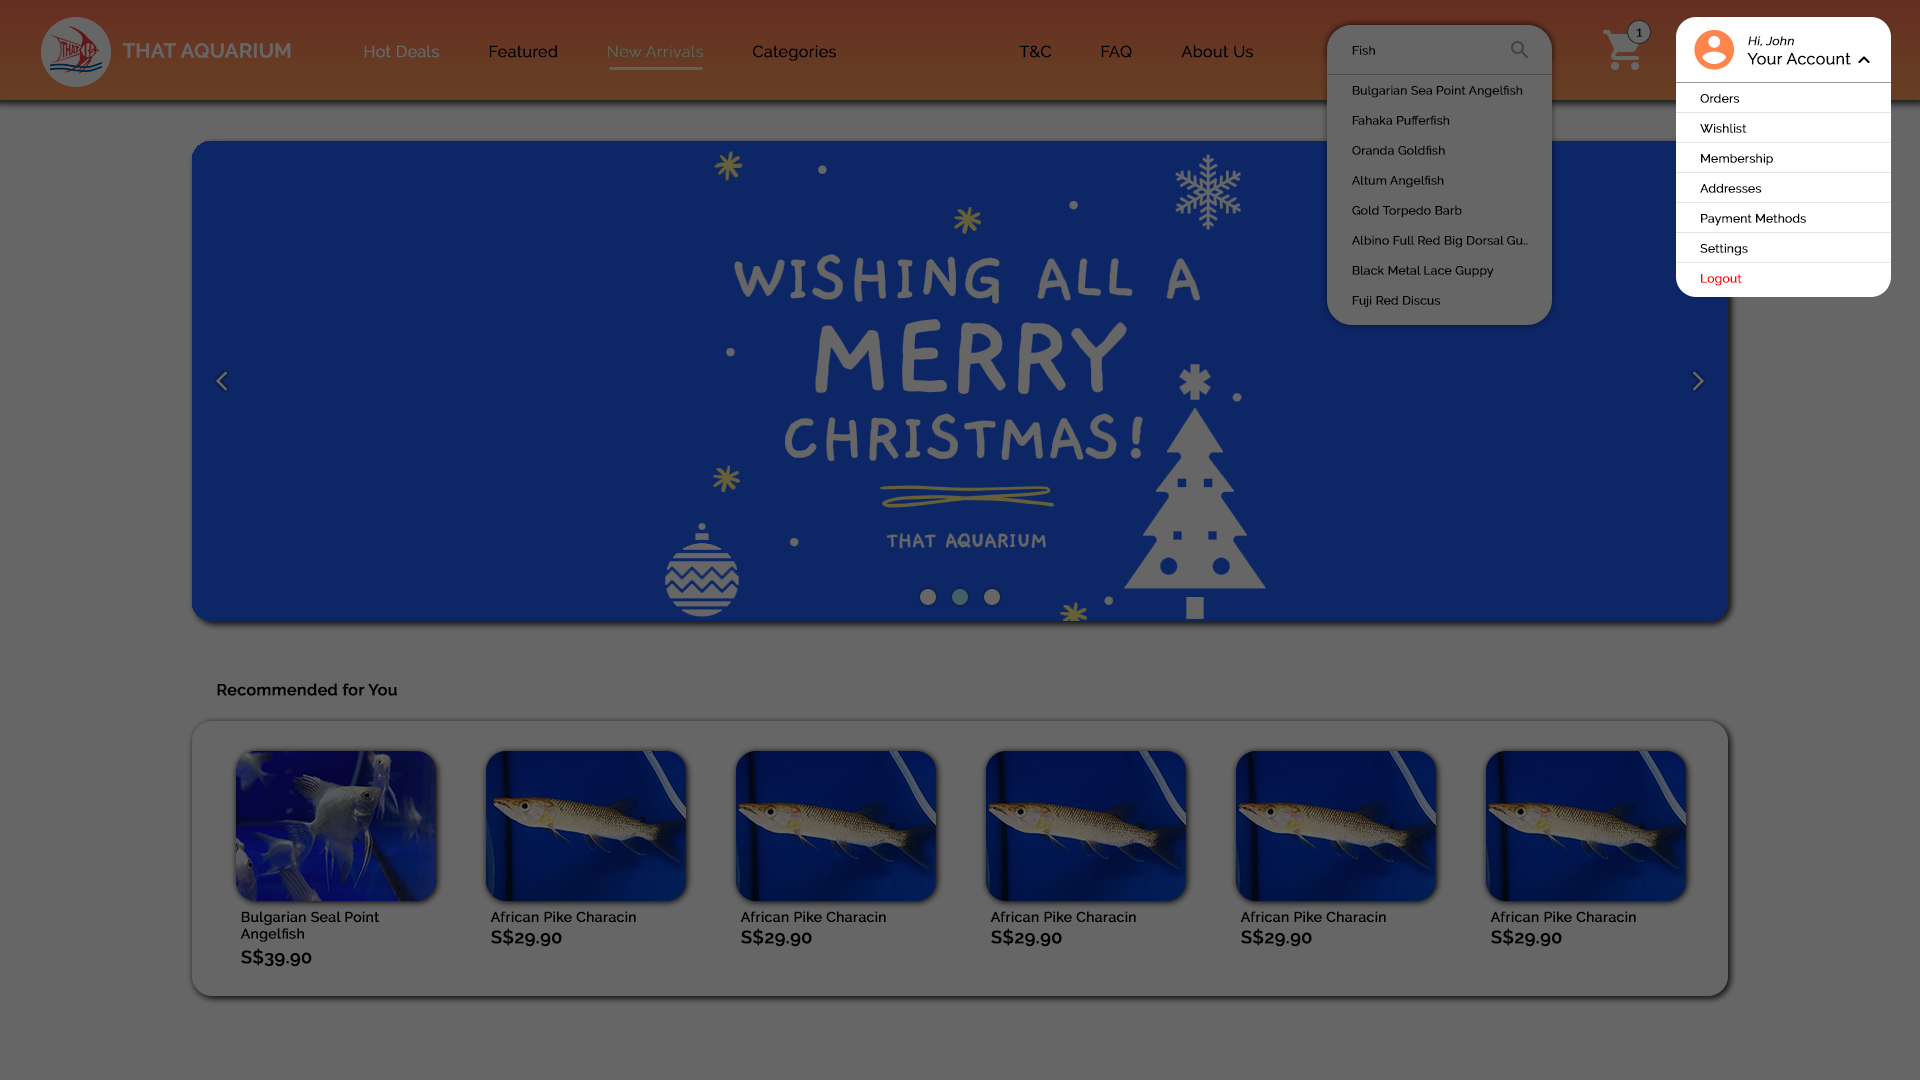 THAT AQUARIUM
Hot Deals
Featured
New Arrivals
Categories
T&C
FAQ
About Us
Fish
Bulgarian Sea Point Angelfish
Fahaka Pufferfish
Oranda Goldfish
Altum Angelfish
Gold Torpedo Barb
Albino Full Red Big Dorsal Gu..
Black Metal Lace Guppy
Fuji Red Discus
1
Hi, John
Your Account
Orders
Wishlist
Membership
Addresses
Payment Methods
Settings
Logout
WISHING ALL A
MERRY
CHRISTMAS!
THAT AQUARIUM
Recommended for You
Bulgarian Seal Point
Angelfish
S$39.90
African Pike Characin
S$29.90
African Pike Characin
S$29.90
African Pike Characin
S$29.90
African Pike Characin
S$29.90
African Pike Characin
S$29.90